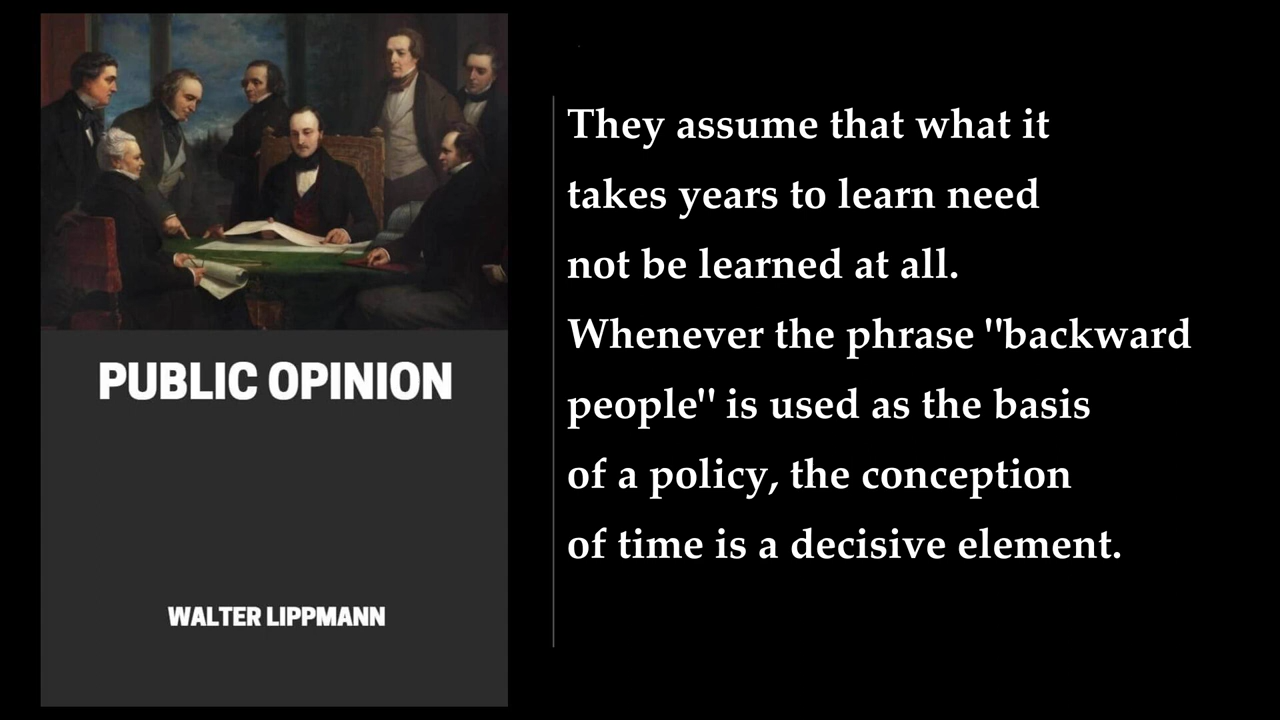 PUBLIC OPINION
WALTER LIPPMANN
They assume that what it
takes years to learn need
not be learned at all.
Whenever the phrase "backward
people" is used as the basis
of a policy, the conception
of time is a decisive element.